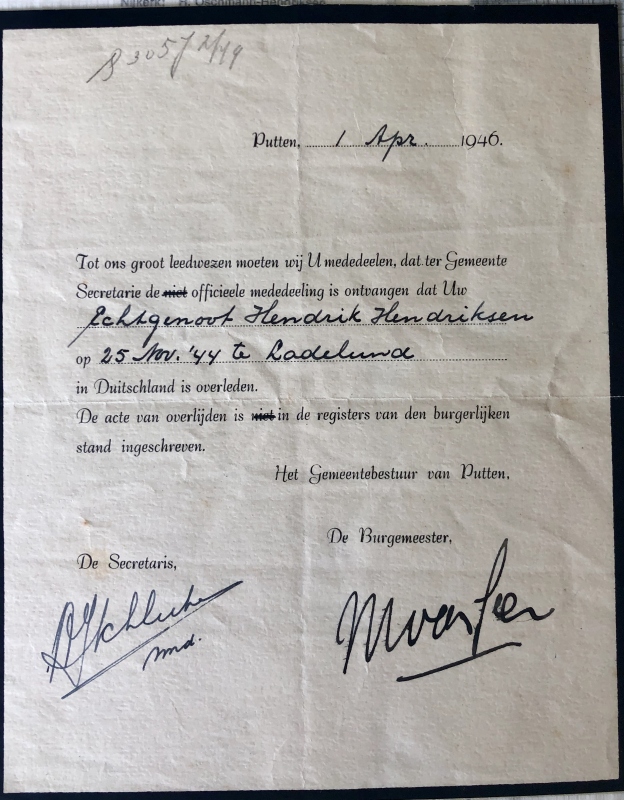 83057 2/49
Putten, 1 Apr. 1946.
Tot ons groot leedwezen moeten wij U mededeelen, dat ter Gemeente
Secretarie de niet officieele mededeeling is ontvangen dat Uw
Echtgenoot Hendrik Hendriksen
op 25 Nov. '44 te Ladelund
in Duitschland is overleden.
De acte van overlijden is niet in de registers van den burgerlijken
stand ingeschreven.
Het Gemeentebestuur van Putten,
De Burgemeester,
De Secretaris,